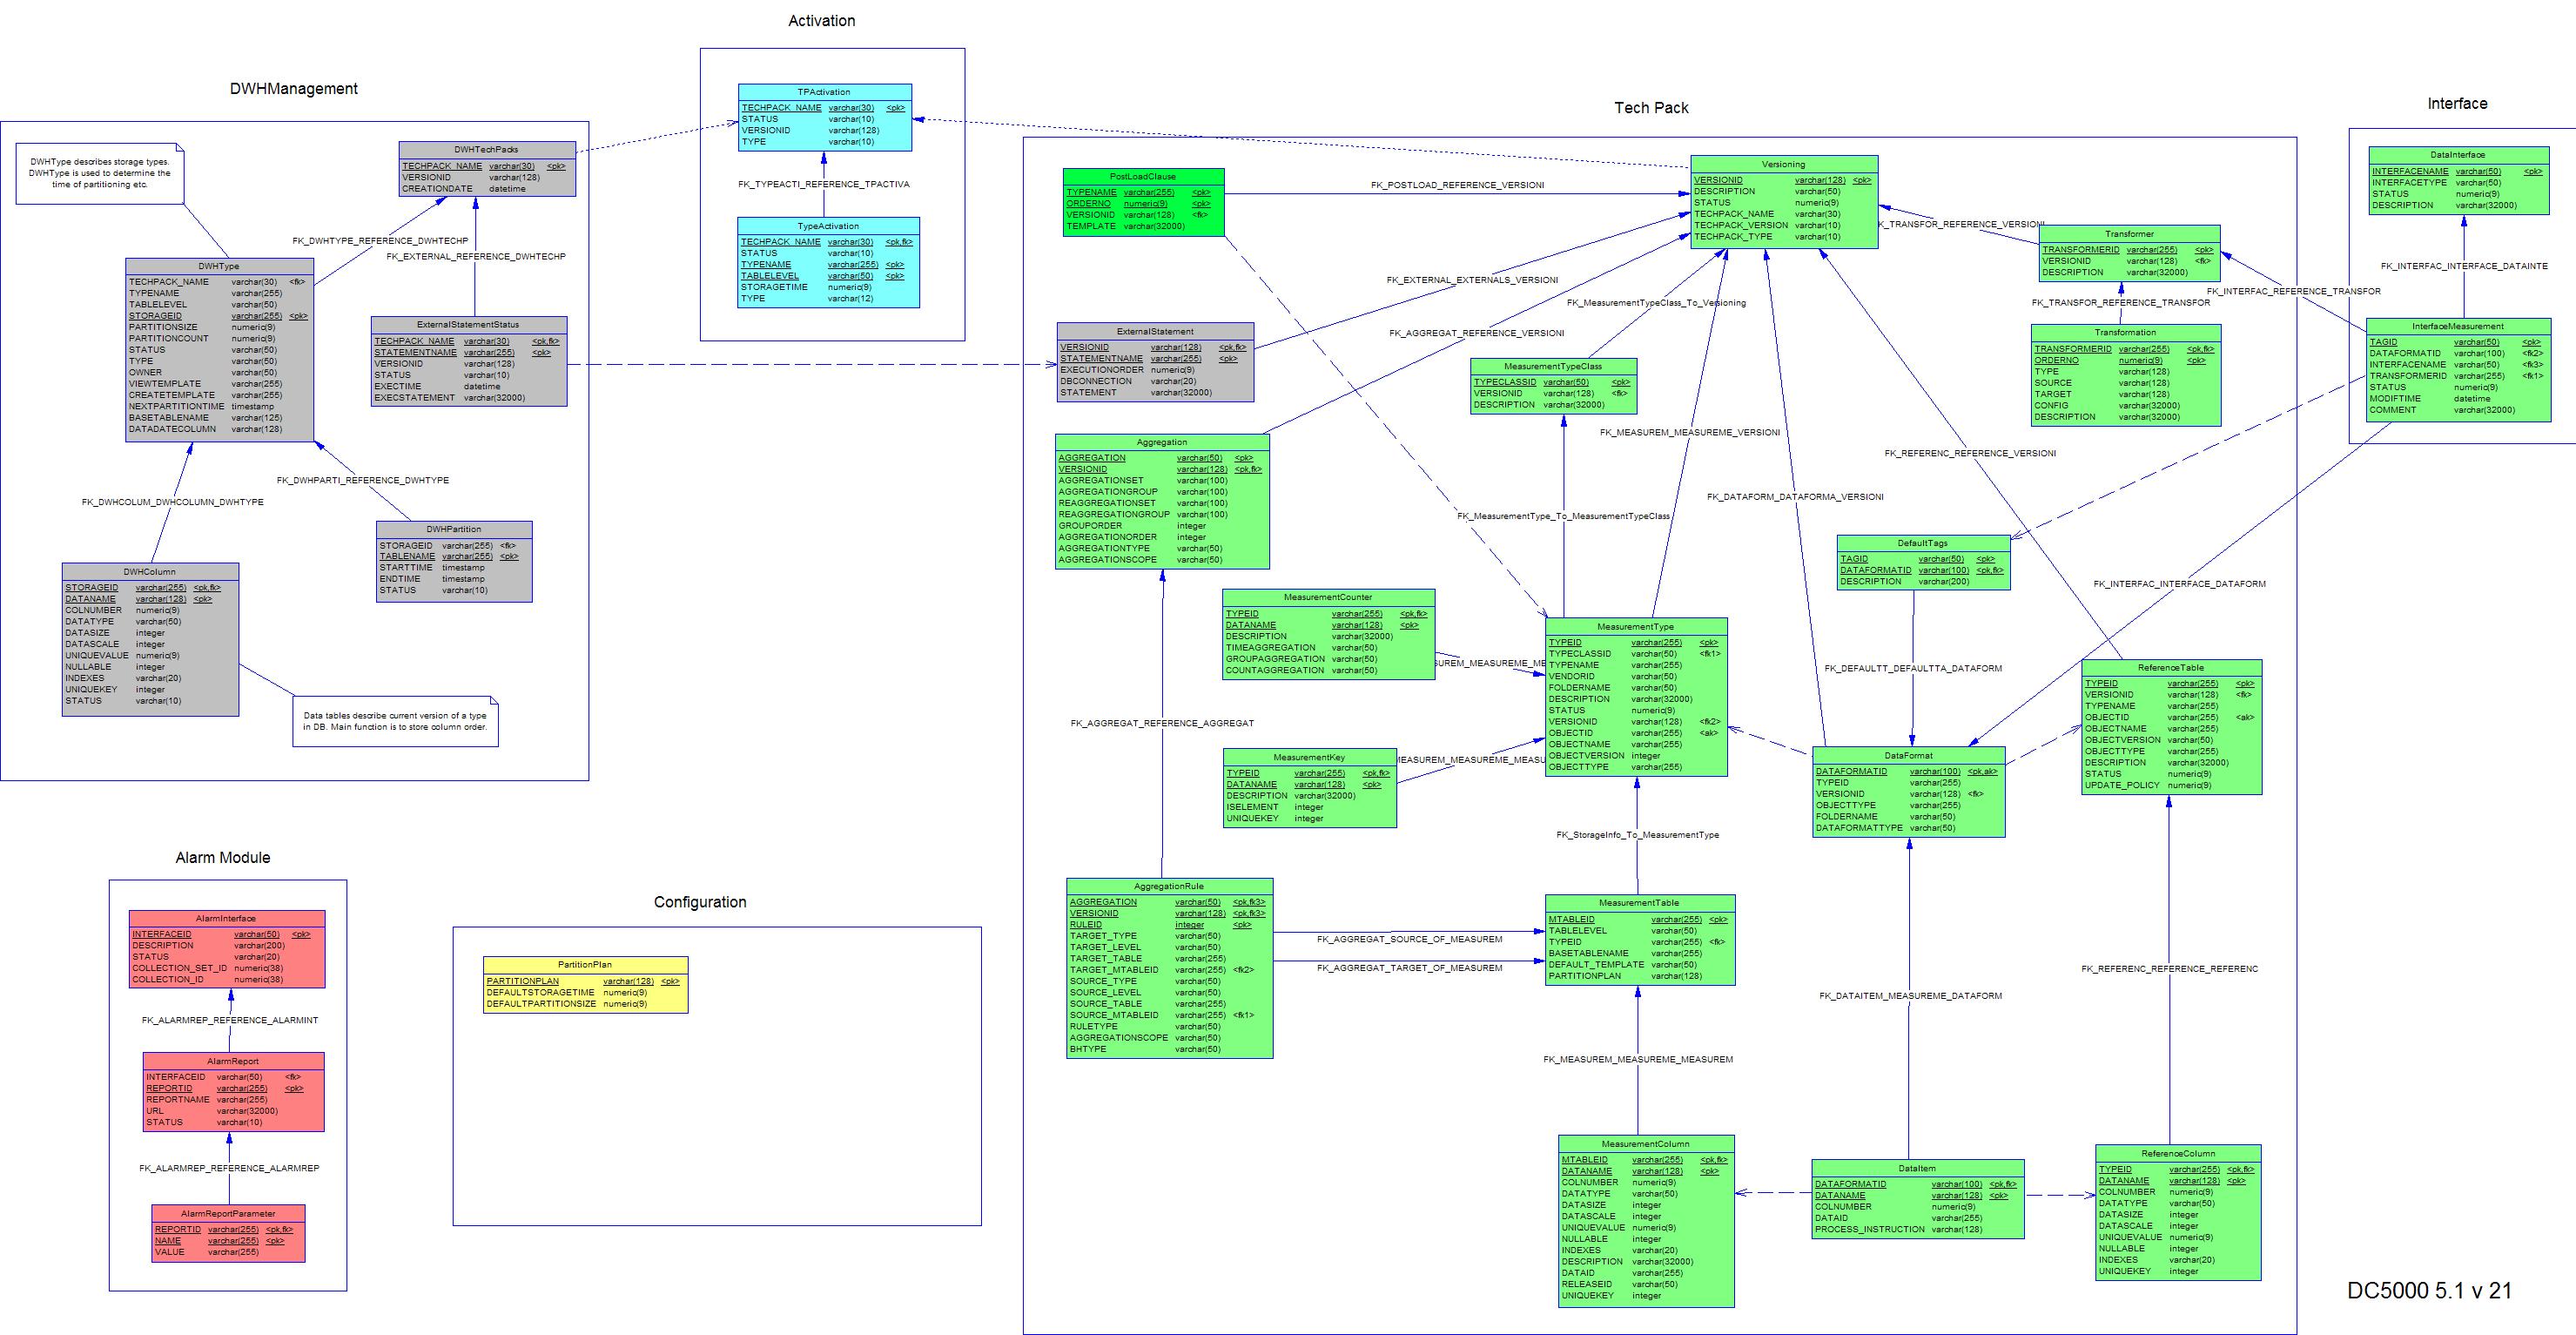 Activation
DWHManagement
Tech Pack
Interface
DWHType describes storage types.
DWHType is used to determine the
time of partitioning etc.
DWHTechPacks
TECHPACK_NAME varchar(30) <pk>
VERSIONID varchar(128)
CREATIONDATE datetime
FK_DWHTYPE_REFERENCE_DWHTECHP
FK_EXTERNAL_REFERENCE_DWHTECHP
DWHType
TECHPACK_NAME varchar(30) <fk>
TYPENAME varchar(255)
TABLELEVEL varchar(50)
STORAGEID varchar(255) <pk>
PARTITIONSIZE numeric(9)
PARTITIONCOUNT numeric(9)
STATUS varchar(50)
TYPE varchar(50)
OWNER varchar(50)
VIEWTEMPLATE varchar(255)
CREATETEMPLATE varchar(255)
NEXTPARTITIONTIME timestamp
BASETABLENAME varchar(125)
DATADATECOLUMN varchar(128)
ExternalStatementStatus
TECHPACK_NAME varchar(30) <pk,fk>
STATEMENTNAME varchar(255) <pk>
VERSIONID varchar(128)
STATUS varchar(10)
EXECTIME datetime
EXECSTATEMENT varchar(32000)
FK_DWHPARTI_REFERENCE_DWHTYPE
FK_DWHCOLUM_DWHCOLUMN_DWHTYPE
DWHPartition
STORAGEID varchar(255) <fk>
TABLENAME varchar(255) <pk>
STARTTIME timestamp
ENDTIME timestamp
STATUS varchar(10)
DWHColumn
STORAGEID varchar(255) <pk,fk>
DATANAME varchar(128) <pk>
COLNUMBER numeric(9)
DATATYPE varchar(50)
DATASIZE integer
DATASCALE integer
UNIQUEVALUE numeric(9)
NULLABLE integer
INDEXES varchar(20)
UNIQUEKEY integer
STATUS varchar(10)
Data tables describe current version of a type
in DB. Main function is to store column order.
TPActivation
TECHPACK_NAME varchar(30) <pk>
STATUS varchar(10)
VERSIONID varchar(128)
TYPE varchar(10)
FK_TYPEACTI_REFERENCE_TPACTIVA
TypeActivation
TECHPACK_NAME varchar(30) <pk,fk>
STATUS varchar(10)
TYPENAME varchar(255) <pk>
TABLELEVEL varchar(50) <pk>
STORAGETIME numeric(9)
TYPE varchar(12)
PostLoadClause
TYPENAME varchar(255) <pk>
ORDERNO numeric(9) <pk>
VERSIONID varchar(128) <fk>
TEMPLATE varchar(32000)
FK_POSTLOAD_REFERENCE_VERSIONI
Versioning
VERSIONID varchar(128) <pk>
DESCRIPTION varchar(50)
STATUS numeric(9)
TECHPACK_NAME varchar(30)
TECHPACK_VERSION varchar(10)
TECHPACK_TYPE varchar(10)
K_TRANSFOR_REFERENCE_VERSIONI
Transformer
TRANSFORMERID varchar(255) <pk>
VERSIONID varchar(128) <fk>
DESCRIPTION varchar(32000)
FK_TRANSFOR_REFERENCE_TRANSFOR
Transformation
TRANSFORMERID varchar(255) <pk,fk>
ORDERNO numeric(9) <pk>
TYPE varchar(128)
SOURCE varchar(128)
TARGET varchar(128)
CONFIG varchar(32000)
DESCRIPTION varchar(32000)
DataInterface
INTERFACENAME varchar(50) <pk>
INTERFACETYPE varchar(50)
STATUS numeric(9)
DESCRIPTION varchar(32000)
FK_INTERFAC_INTERFACE_DATAINTE
FK_INTERFAC_REFERENCE_TRANSFOR
InterfaceMeasurement
TAGID varchar(50) <pk>
DATAFORMATID varchar(100) <fk2>
INTERFACENAME varchar(50) <fk3>
TRANSFORMERID varchar(255) <fk1>
STATUS numeric(9)
MODIFTIME datetime
COMMENT varchar(32000)
FK_EXTERNAL_EXTERNALS_VERSIONI
FK_MeasurementTypeClass_To_Versioning
FK_AGGREGAT_REFERENCE_VERSIONI
ExternalStatement
VERSIONID varchar(128) <pk,fk>
STATEMENTNAME varchar(255) <pk>
EXECUTIONORDER numeric(9)
DBCONNECTION varchar(20)
STATEMENT varchar(32000)
MeasurementTypeClass
TYPECLASSID varchar(50) <pk>
VERSIONID varchar(128) <fk>
DESCRIPTION varchar(32000)
FK_MEASUREM_MEASUREME_VERSIONI
FK_REFERENC_REFERENCE_VERSIONI
FK_DATAFORM_DATAFORMA_VERSIONI
FK_MeasurementType_To_MeasurementTypeClass
Aggregation
AGGREGATION varchar(50) <pk>
VERSIONID varchar(128) <pk,fk>
AGGREGATIONSET varchar(100)
AGGREGATIONGROUP varchar(100)
REAGGREGATIONSET varchar(100)
REAGGREGATIONGROUP varchar(100)
GROUPORDER integer
AGGREGATIONORDER integer
AGGREGATIONTYPE varchar(50)
AGGREGATIONSCOPE varchar(50)
DefaultTags
TAGID varchar(50) <pk>
DATAFORMATID varchar(100) <pk,fk>
DESCRIPTION varchar(200)
FK_INTERFAC_INTERFACE_DATAFORM
MeasurementCounter
TYPEID varchar(255) <pk,fk>
DATANAME varchar(128) <pk>
DESCRIPTION varchar(32000)
TIMEAGGREGATION varchar(50)
GROUPAGGREGATION varchar(50)
COUNTAGGREGATION varchar(50)
SUREM_MEASUREME_ME
MeasurementType
TYPEID varchar(255) <pk>
TYPECLASSID varchar(50) <fk1>
TYPENAME varchar(255)
VENDORID varchar(50)
FOLDERNAME varchar(50)
DESCRIPTION varchar(32000)
STATUS numeric(9)
VERSIONID varchar(128) <fk2>
OBJECTID varchar(255) <ak>
OBJECTNAME varchar(255)
OBJECTVERSION integer
OBJECTTYPE varchar(255)
FK_DEFAULTT_DEFAULTTA_DATAFORM
ReferenceTable
TYPEID varchar(255) <pk>
VERSIONID varchar(128) <fk>
TYPENAME varchar(255)
OBJECTID varchar(255) <ak>
OBJECTNAME varchar(255)
OBJECTVERSION varchar(50)
OBJECTTYPE varchar(255)
DESCRIPTION varchar(32000)
STATUS numeric(9)
UPDATE_POLICY numeric(9)
FK_AGGREGAT_REFERENCE_AGGREGAT
MeasurementKey
TYPEID varchar(255) <pk,fk>
DATANAME varchar(128) <pk>
DESCRIPTION varchar(32000)
ISELEMENT integer
UNIQUEKEY integer
MEASUREM_MEASUREME_MEASU
DataFormat
DATAFORMATID varchar(100) <pk,ak>
TYPEID varchar(255)
VERSIONID varchar(128) <fk>
OBJECTTYPE varchar(255)
FOLDERNAME varchar(50)
DATAFORMATTYPE varchar(50)
FK_StorageInfo_To_MeasurementType
AggregationRule
AGGREGATION varchar(50) <pk,fk3>
VERSIONID varchar(128) <pk,fk3>
RULEID integer <pk>
TARGET_TYPE varchar(50)
TARGET_LEVEL varchar(50)
TARGET_TABLE varchar(255)
TARGET_MTABLEID varchar(255) <fk2>
SOURCE_TYPE varchar(50)
SOURCE_LEVEL varchar(50)
SOURCE_TABLE varchar(255)
SOURCE_MTABLEID varchar(255) <fk1>
RULETYPE varchar(50)
AGGREGATIONSCOPE varchar(50)
BHTYPE varchar(50)
FK_AGGREGAT_SOURCE_OF_MEASUREM
FK_AGGREGAT_TARGET_OF_MEASUREM
MeasurementTable
MTABLEID varchar(255) <pk>
TABLELEVEL varchar(50)
TYPEID varchar(255) <fk>
BASETABLENAME varchar(255)
DEFAULT_TEMPLATE varchar(50)
PARTITIONPLAN varchar(128)
FK_REFERENC_REFERENCE_REFERENC
FK_DATAITEM_MEASUREME_DATAFORM
FK_MEASUREM_MEASUREME_MEASUREM
MeasurementColumn
MTABLEID varchar(255) <pk,fk>
DATANAME varchar(128) <pk>
COLNUMBER numeric(9)
DATATYPE varchar(50)
DATASIZE integer
DATASCALE integer
UNIQUEVALUE numeric(9)
NULLABLE integer
INDEXES varchar(20)
DESCRIPTION varchar(32000)
DATAID varchar(255)
RELEASEID varchar(50)
UNIQUEKEY integer
DataItem
DATAFORMATID varchar(100) <pk,fk>
DATANAME varchar(128) <pk>
COLNUMBER numeric(9)
DATAID varchar(255)
PROCESS_INSTRUCTION varchar(128)
ReferenceColumn
TYPEID varchar(255) <pk,fk>
DATANAME varchar(128) <pk>
COLNUMBER numeric(9)
DATATYPE varchar(50)
DATASIZE integer
DATASCALE integer
UNIQUEVALUE numeric(9)
NULLABLE integer
INDEXES varchar(20)
UNIQUEKEY integer
Alarm Module
AlarmInterface
INTERFACEID varchar(50) <pk>
DESCRIPTION varchar(200)
STATUS varchar(20)
COLLECTION_SET_ID numeric(38)
COLLECTION_ID numeric(38)
FK_ALARMREP_REFERENCE_ALARMINT
AlarmReport
INTERFACEID varchar(50) <fk>
REPORTID varchar(255) <pk>
REPORTNAME varchar(255)
URL varchar(32000)
STATUS varchar(10)
FK_ALARMREP_REFERENCE_ALARMREP
AlarmReportParameter
REPORTID varchar(255) <pk,fk>
NAME varchar(255) <pk>
VALUE varchar(255)
Configuration
PartitionPlan
PARTITIONPLAN varchar(128) <pk>
DEFAULTSTORAGETIME numeric(9)
DEFAULTPARTITIONSIZE numeric(9)
DC5000 5.1 v 21